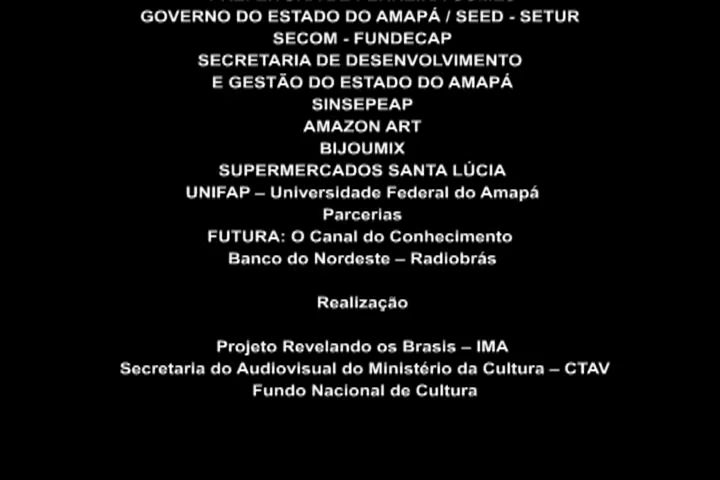 GOVERNO DO ESTADO DO AMAPÁ / SEED - SETUR
SECOM - FUNDECAP
SECRETARIA DE DESENVOLVIMENTO
E GESTÃO DO ESTADO DO AMAPÁ
SINSEPEAP
AMAZON ART
BIJOUMIX
SUPERMERCADOS SANTA LÚCIA
UNIFAP – Universidade Federal do Amapá
Parcerias
FUTURA: O Canal do Conhecimento
Banco do Nordeste – Radiobrás
Realização
Projeto Revelando os Brasis – IMA
Secretaria do Audiovisual do Ministério da Cultura – CTAV
Fundo Nacional de Cultura